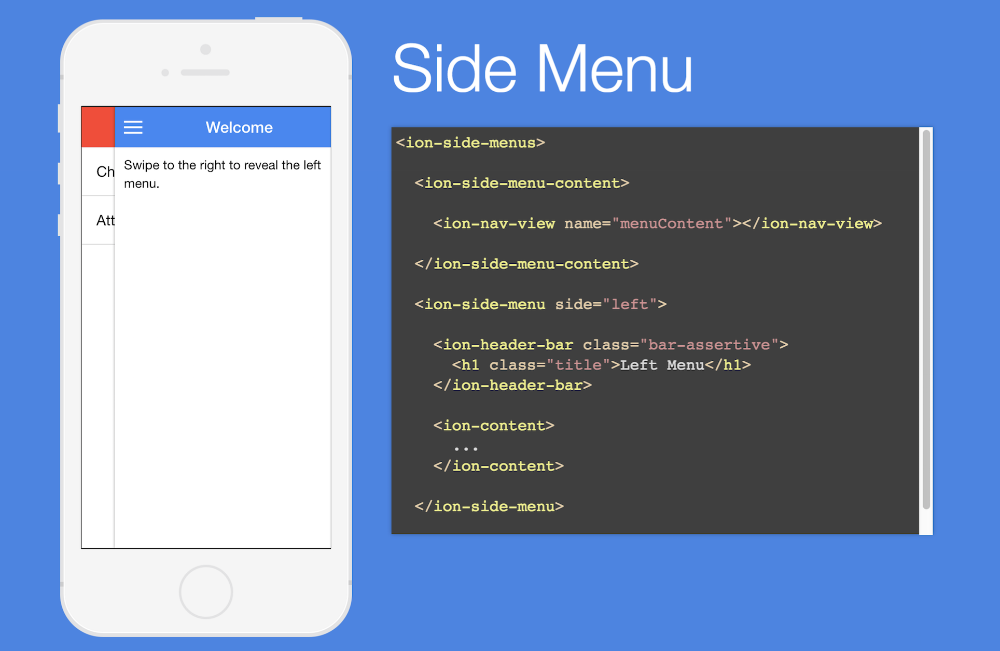 Side Menu
Welcome
Swipe to the right to reveal the left
menu.
Ch
Att
<ion-side-menus>
<ion-side-menu-content>
<ion-nav-view name="menuContent"></ion-nav-view>
</ion-side-menu-content>
<ion-side-menu side="left">
<ion-header-bar class="bar-assertive">
<h1 class="title">Left Menu</h1>
</ion-header-bar>
<ion-content>
...
</ion-content>
</ion-side-menu>